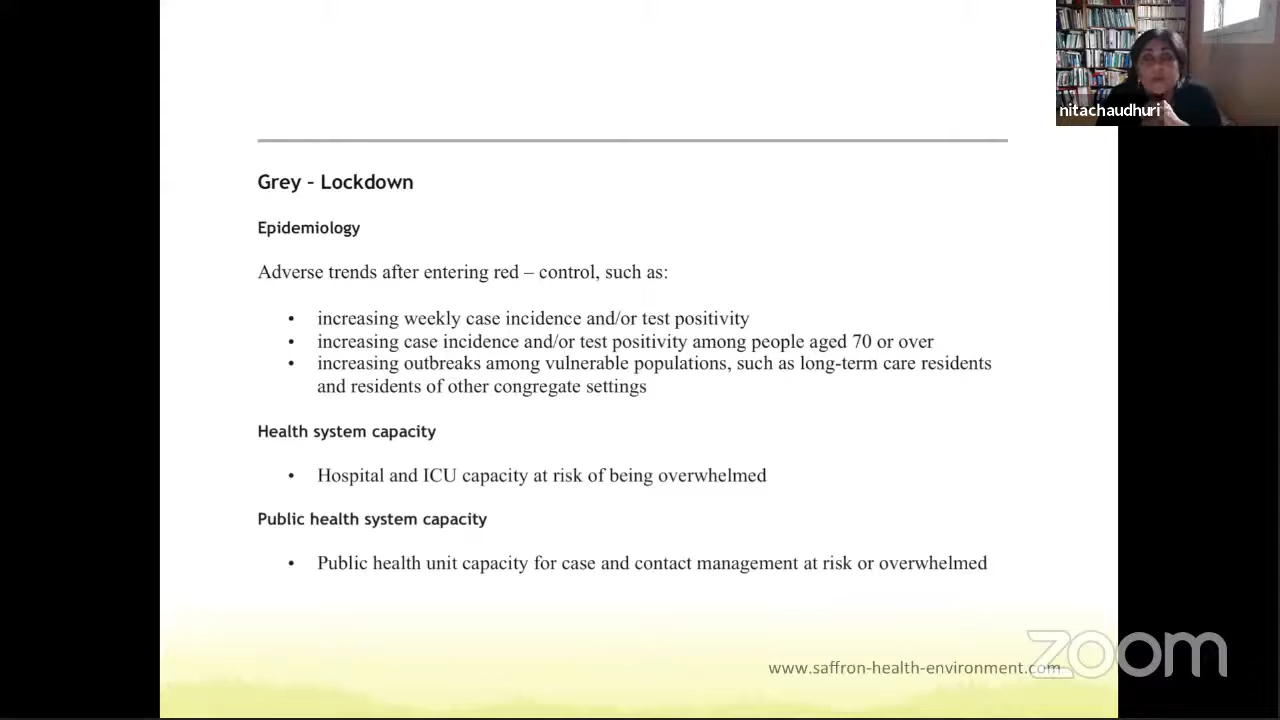 nitachaudhuri
Grey – Lockdown
Epidemiology
Adverse trends after entering red – control, such as:
• increasing weekly case incidence and/or test positivity
• increasing case incidence and/or test positivity among people aged 70 or over
• increasing outbreaks among vulnerable populations, such as long-term care residents
and residents of other congregate settings
Health system capacity
• Hospital and ICU capacity at risk of being overwhelmed
Public health system capacity
• Public health unit capacity for case and contact management at risk or overwhelmed
www.saffron-health-environment.com
zoom